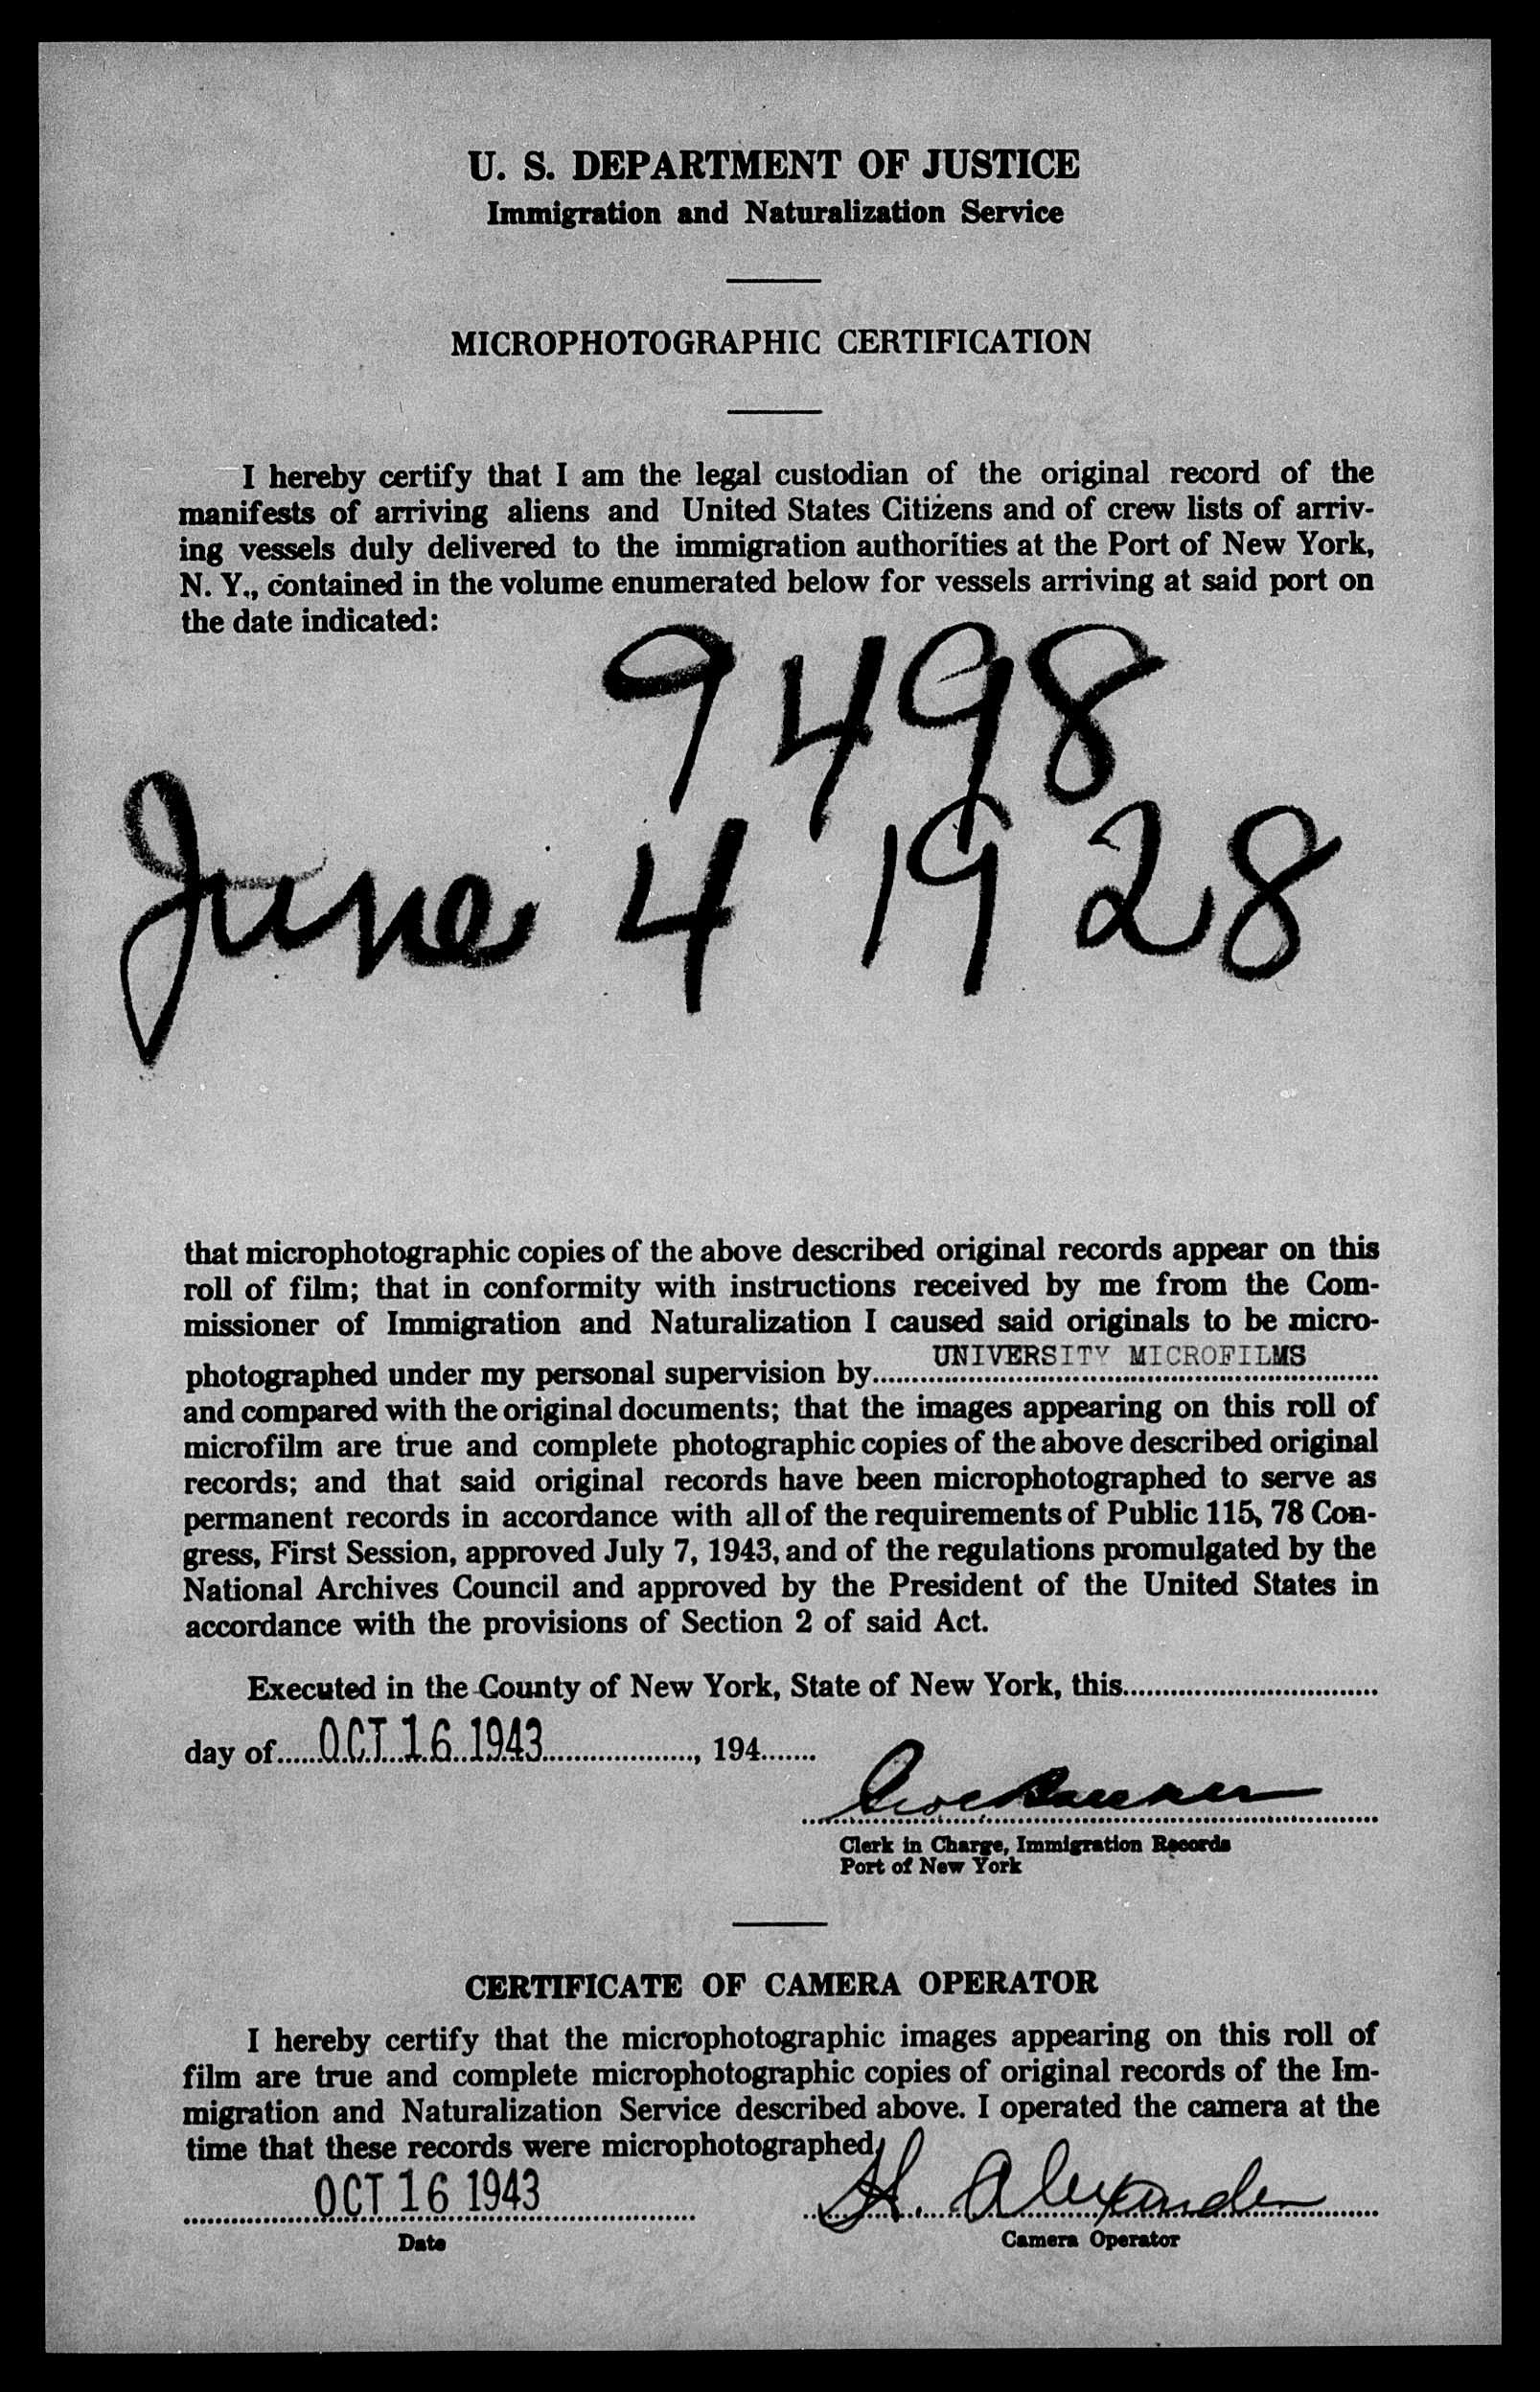 U. S. DEPARTMENT OF JUSTICE
Immigration and Naturalization Service
MICROPHOTOGRAPHIC CERTIFICATION
I hereby certify that I am the legal custodian of the original record of the
manifests of arriving aliens and United States Citizens and of crew lists of arriv-
ing vessels duly delivered to the immigration authorities at the Port of New York,
N. Y., contained in the volume enumerated below for vessels arriving at said port on
the date indicated:
9498
June 4 1928
that microphotographic copies of the above described original records appear on this
roll of film; that in conformity with instructions received by me from the Com-
missioner of Immigration and Naturalization I caused said originals to be micro-
photographed under my personal supervision by UNIVERSITY MICROFILMS
and compared with the original documents; that the images appearing on this roll of
microfilm are true and complete photographic copies of the above described original
records; and that said original records have been microphotographed to serve as
permanent records in accordance with all of the requirements of Public 115, 78 Con-
gress, First Session, approved July 7, 1943, and of the regulations promulgated by the
National Archives Council and approved by the President of the United States in
accordance with the provisions of Section 2 of said Act.
Executed in the County of New York, State of New York, this
day of OCT 16 1943, 194
Clerk in Charge, Immigration Records
Port of New York
CERTIFICATE OF CAMERA OPERATOR
I hereby certify that the microphotographic images appearing on this roll of
film are true and complete microphotographic copies of original records of the Im-
migration and Naturalization Service described above. I operated the camera at the
time that these records were microphotographed.
OCT 16 1943 H. Alexander
Date Camera Operator